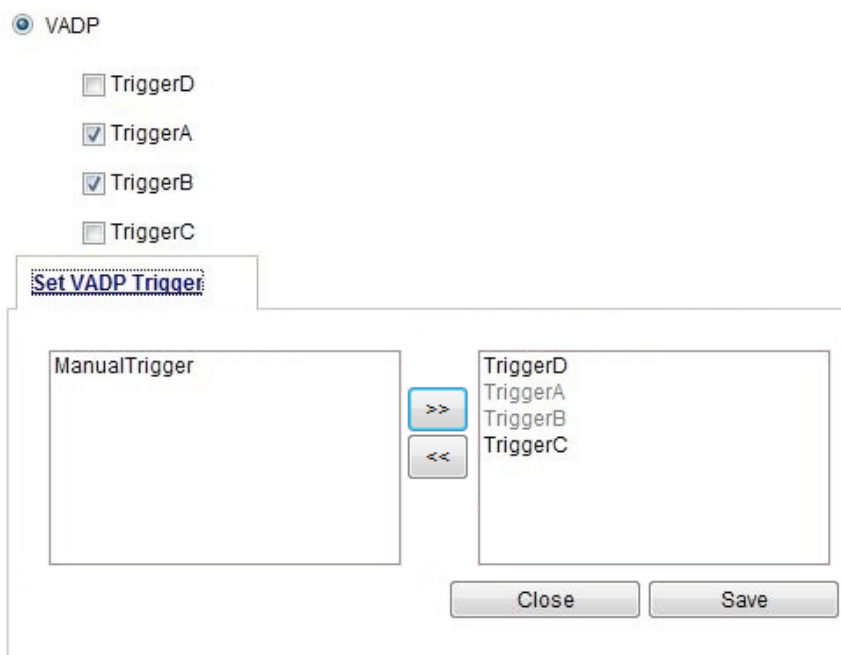 VADP
TriggerD
TriggerA
TriggerB
TriggerC
Set VADP Trigger
ManualTrigger
>>
<<
TriggerD
TriggerA
TriggerB
TriggerC
Close
Save